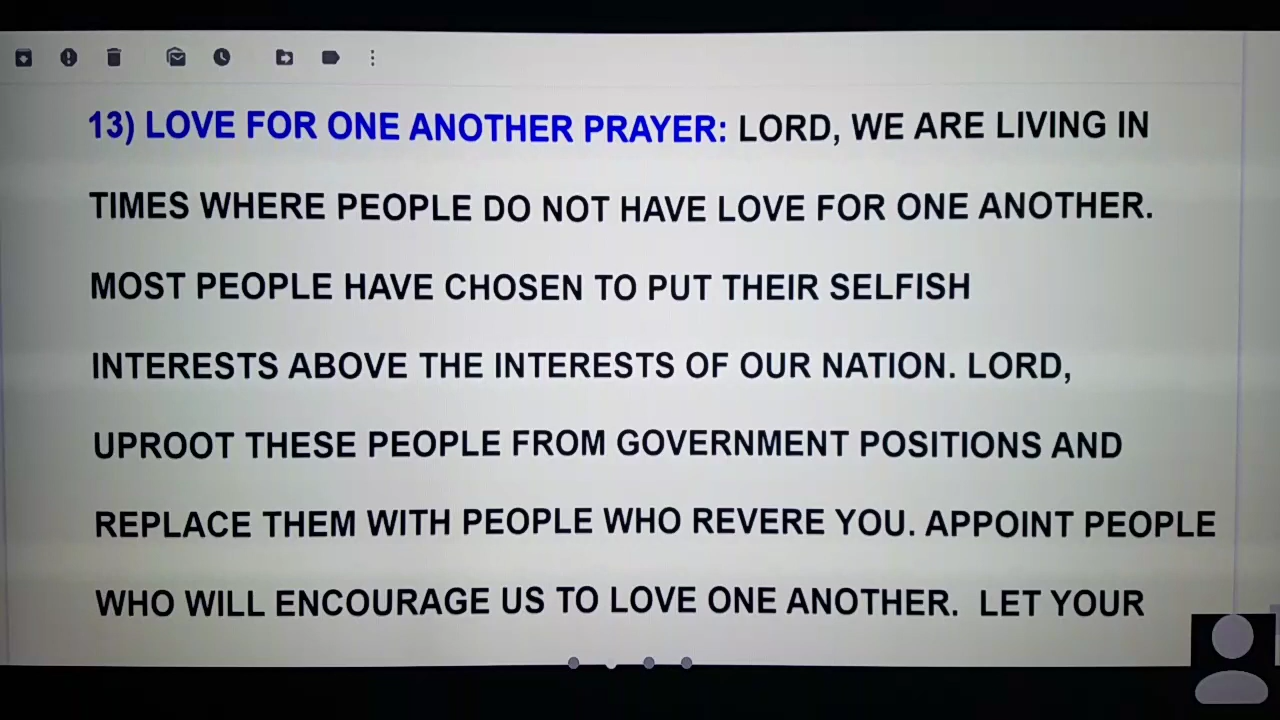 13) LOVE FOR ONE ANOTHER PRAYER: LORD, WE ARE LIVING IN
TIMES WHERE PEOPLE DO NOT HAVE LOVE FOR ONE ANOTHER.
MOST PEOPLE HAVE CHOSEN TO PUT THEIR SELFISH
INTERESTS ABOVE THE INTERESTS OF OUR NATION. LORD,
UPROOT THESE PEOPLE FROM GOVERNMENT POSITIONS AND
REPLACE THEM WITH PEOPLE WHO REVERE YOU. APPOINT PEOPLE
WHO WILL ENCOURAGE US TO LOVE ONE ANOTHER. LET YOUR